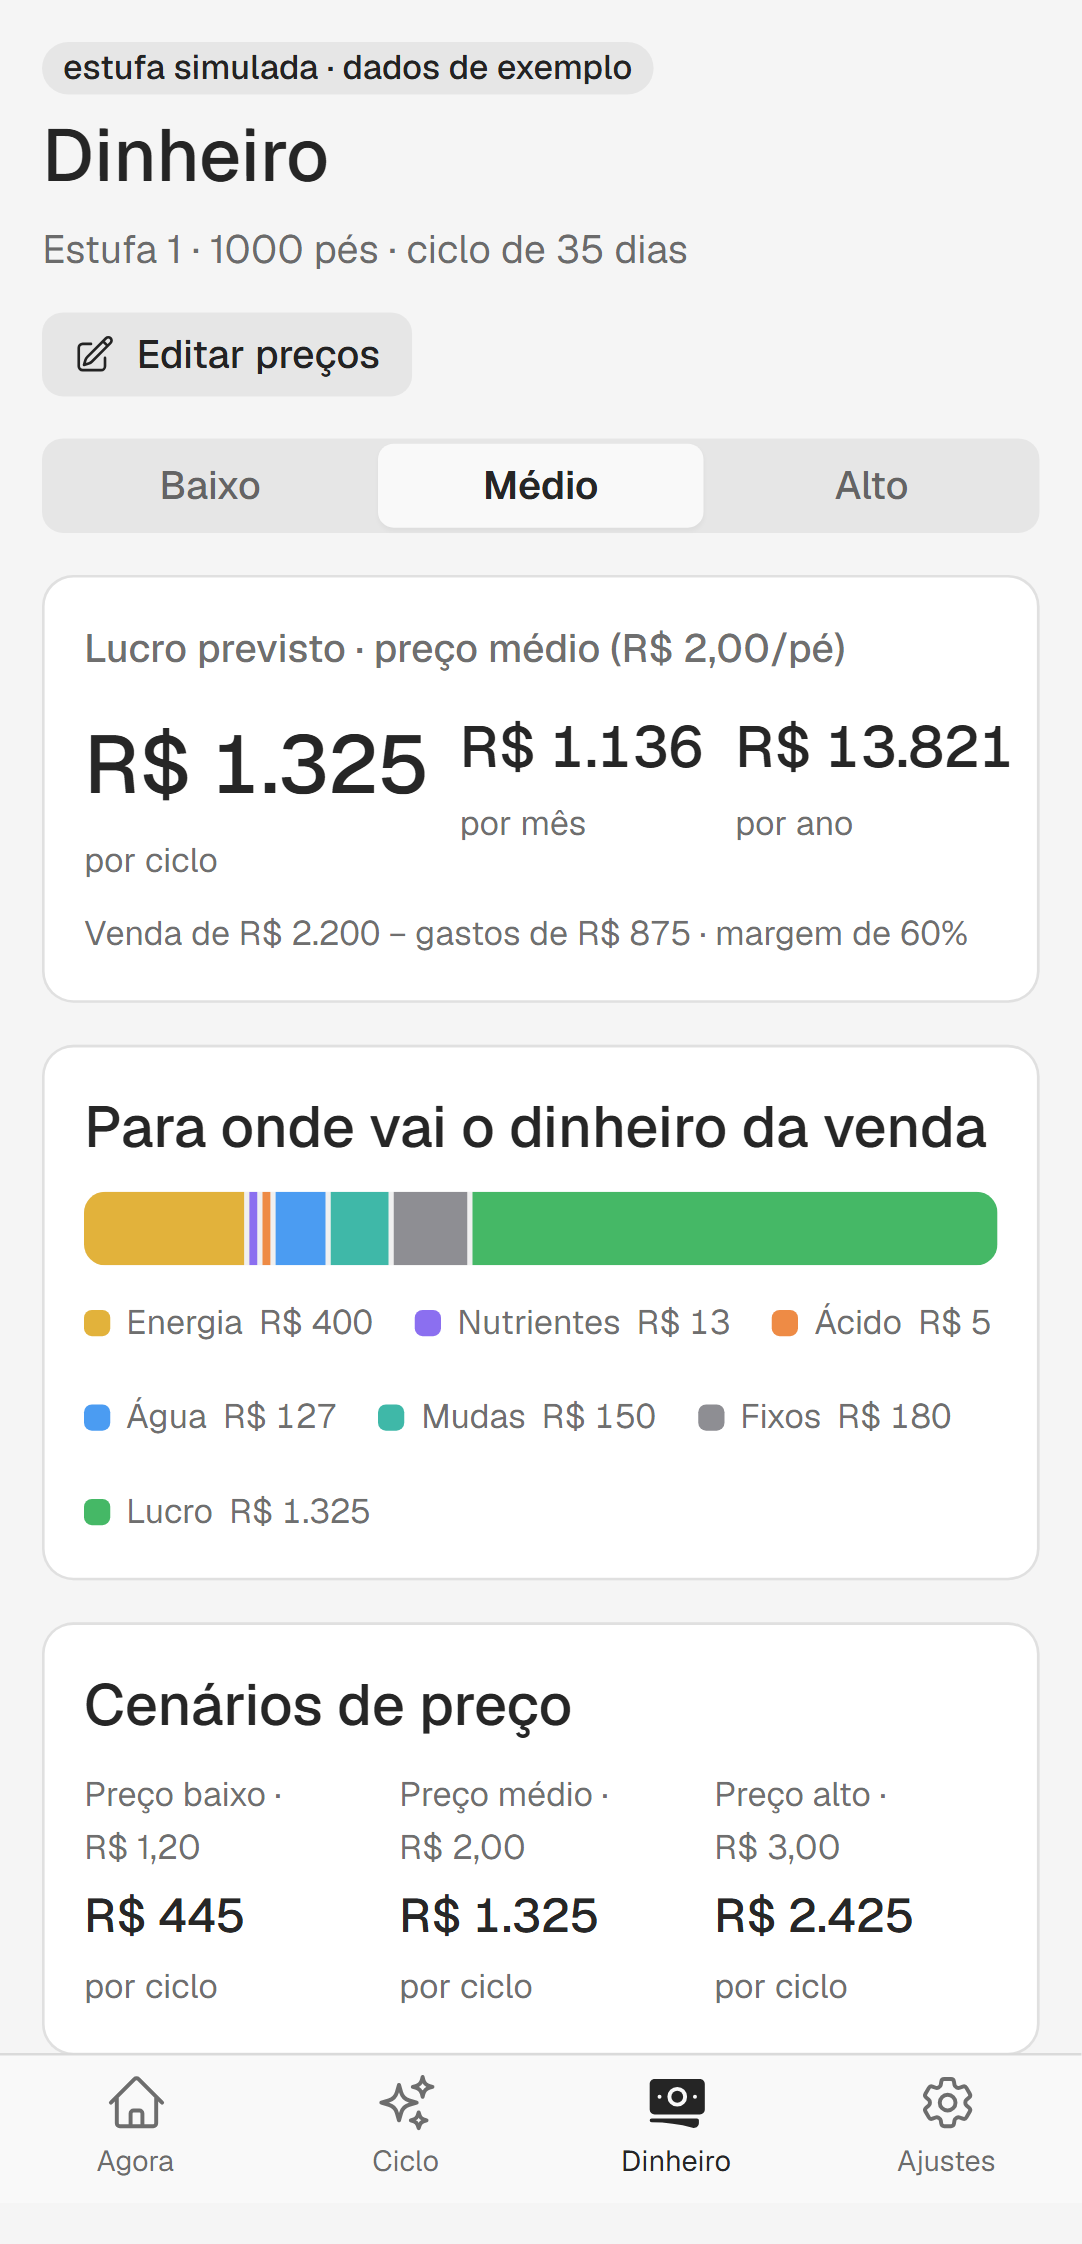 estufa simulada · dados de exemplo
Dinheiro
Estufa 1 · 1000 pés · ciclo de 35 dias
Editar preços
Baixo Médio Alto
Lucro previsto · preço médio (R$ 2,00/pé)
R$ 1.325 R$ 1.136 R$ 13.821
por mês por ano
por ciclo
Venda de R$ 2.200 – gastos de R$ 875 · margem de 60%
Para onde vai o dinheiro da venda
Energia R$ 400 Nutrientes R$ 13 Ácido R$ 5
Água R$ 127 Mudas R$ 150 Fixos R$ 180
Lucro R$ 1.325
Cenários de preço
Preço baixo · Preço médio · Preço alto ·
R$ 1,20 R$ 2,00 R$ 3,00
R$ 445 R$ 1.325 R$ 2.425
por ciclo por ciclo por ciclo
Agora Ciclo Dinheiro Ajustes